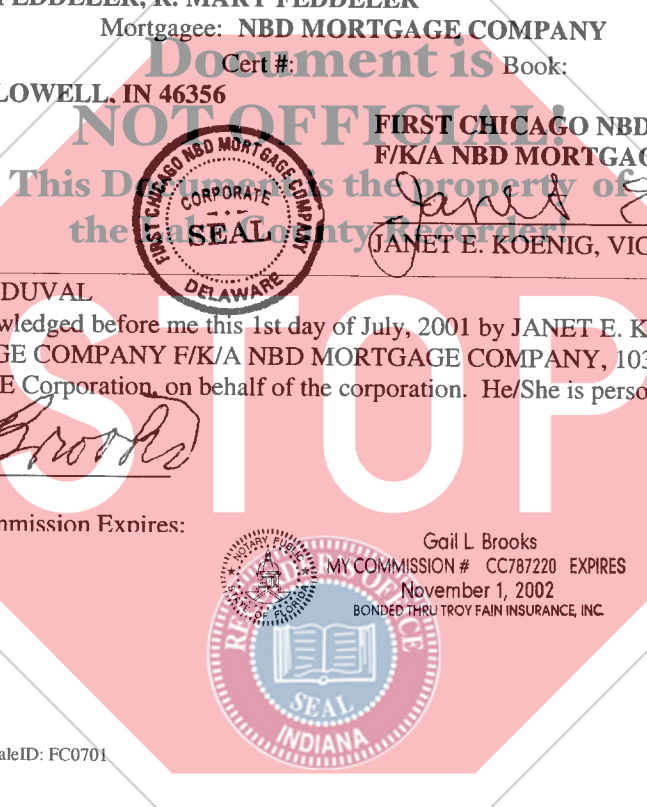 FEDDELER, R. MARY FEDDELER
Mortgagee: NBD MORTGAGE COMPANY
Cert #: Book:
LOWELL, IN 46356
Document is
NOT OFFICIAL!
This Document is the property of
the Lake County Recorder!
FIRST CHICAGO NBD
F/K/A NBD MORTGAG
FIRST CHICAGO NBD MORTGAGE COMPANY
CORPORATE
SEAL
DELAWARE
Janet
JANET E. KOENIG, VIC
DUVAL
wledged before me this 1st day of July, 2001 by JANET E. K
GE COMPANY F/K/A NBD MORTGAGE COMPANY, 103
E Corporation, on behalf of the corporation. He/She is perso
STOP
Brooks
mmission Expires:
NOTARY PUBLIC
STATE OF FLORIDA
Gail L. Brooks
MY COMMISSION # CC787220 EXPIRES
November 1, 2002
BONDED THRU TROY FAIN INSURANCE, INC.
RECORDER'S OFFICE
SEAL
INDIANA
aleID: FC0701